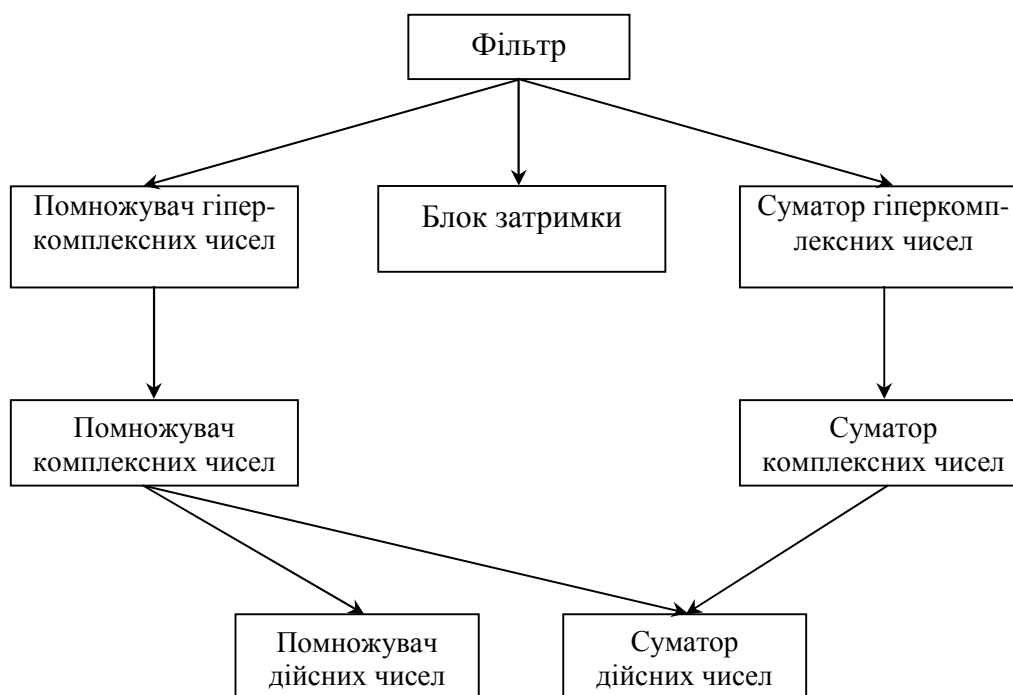 Фільтр
Помножувач гіпер-
комплексних чисел
Блок затримки
Суматор гіперкомп-
лексних чисел
Помножувач
комплексних чисел
Суматор
комплексних чисел
Помножувач
дійсних чисел
Суматор
дійсних чисел